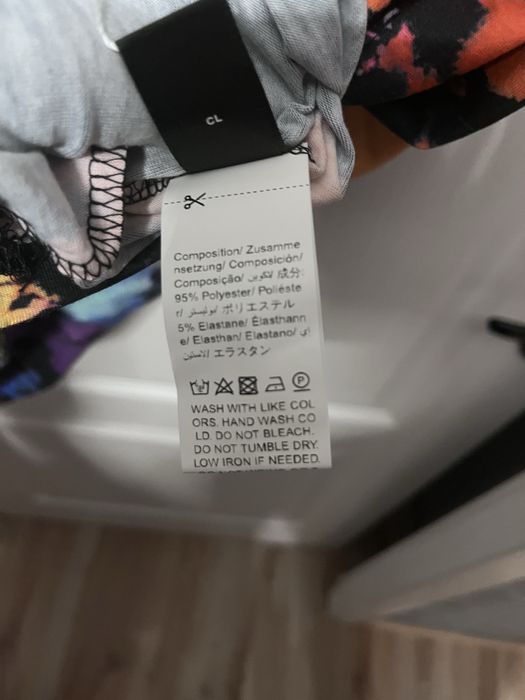 CL
Composition/ Zusamme
nsetzung/ Composición/
Composição/ التكوين/ 成分:
95% Polyester/ Poliéste
r/ بوليستر/ ポリエステル
5% Elastane/ Élasthann
e/ Elasthan/ Elastano/
الاستين/ エラスタン
P
WASH WITH LIKE COL
ORS. HAND WASH CO
LD. DO NOT BLEACH.
DO NOT TUMBLE DRY.
LOW IRON IF NEEDED.